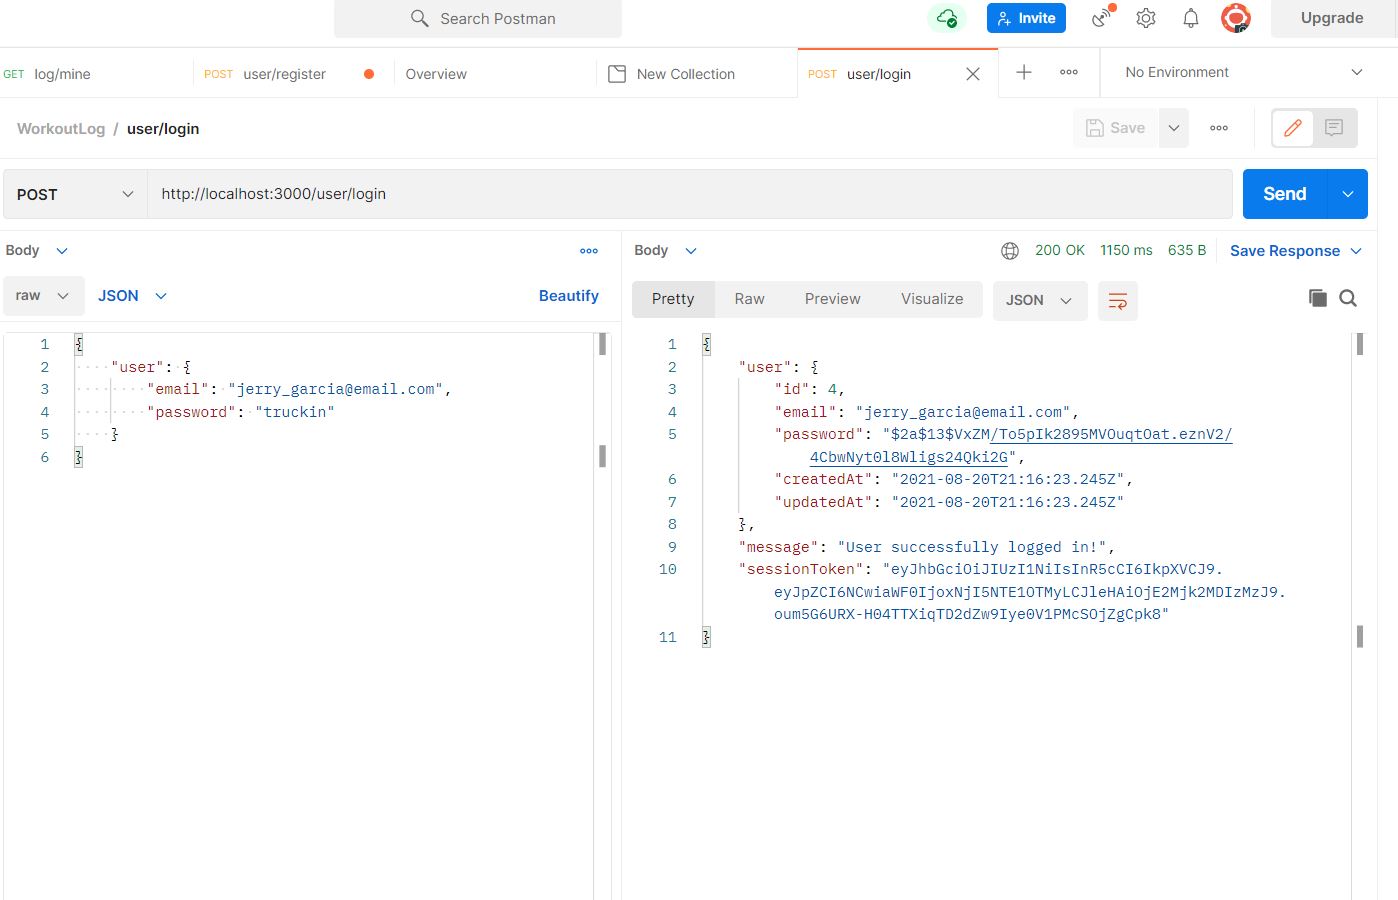 Search Postman
Invite
Upgrade
GET log/mine
POST user/register
Overview
New Collection
POST user/login
No Environment
WorkoutLog / user/login
Save
POST
http://localhost:3000/user/login
Send
Body
raw
JSON
Beautify
1 {
2 "user": {
3 "email": "jerry_garcia@email.com",
4 "password": "truckin"
5 }
6 }
Body
200 OK
1150 ms
635 B
Save Response
Pretty
Raw
Preview
Visualize
JSON
1 {
2 "user": {
3 "id": 4,
4 "email": "jerry_garcia@email.com",
5 "password": "$2a$13$VxZM/To5pIk2895MVOuqtOat.eznV2/
4CbwNyt0l8Wligs24Qki2G",
6 "createdAt": "2021-08-20T21:16:23.245Z",
7 "updatedAt": "2021-08-20T21:16:23.245Z"
8 },
9 "message": "User successfully logged in!",
10 "sessionToken": "eyJhbGciOiJIUzI1NiIsInR5cCI6IkpXVCJ9.
eyJpZCI6NCwiaWF0IjoxNjI5NTE1OTMyLCJleHAiOjE2Mjk2MDIzMzJ9.
oum5G6URX-H04TTXiqTD2dZw9Iye0V1PMcSOjZgCpk8"
11 }